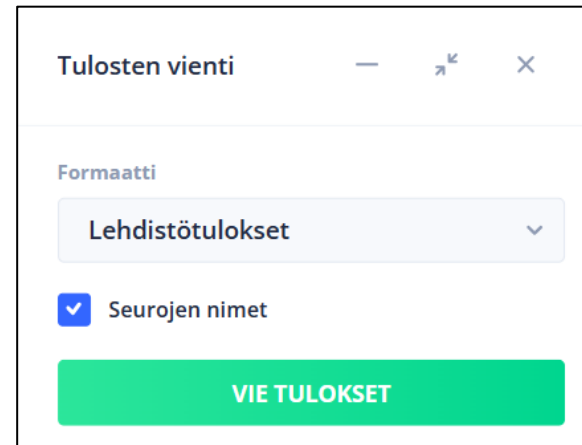 Tulosten vienti
Formaatti
Lehdistötulokset
Seurojen nimet
VIE TULOKSET